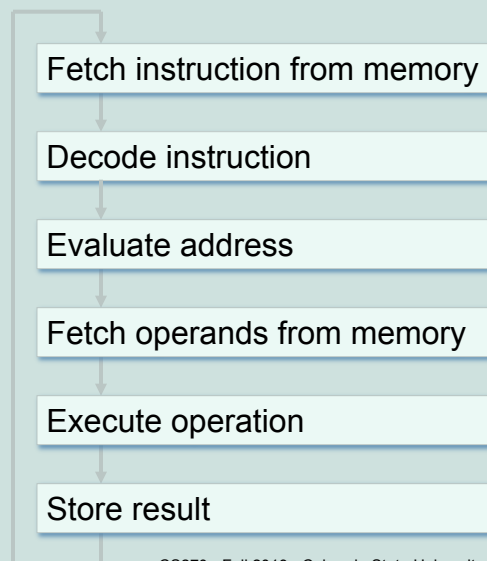 Fetch instruction from memory
Decode instruction
Evaluate address
Fetch operands from memory
Execute operation
Store result